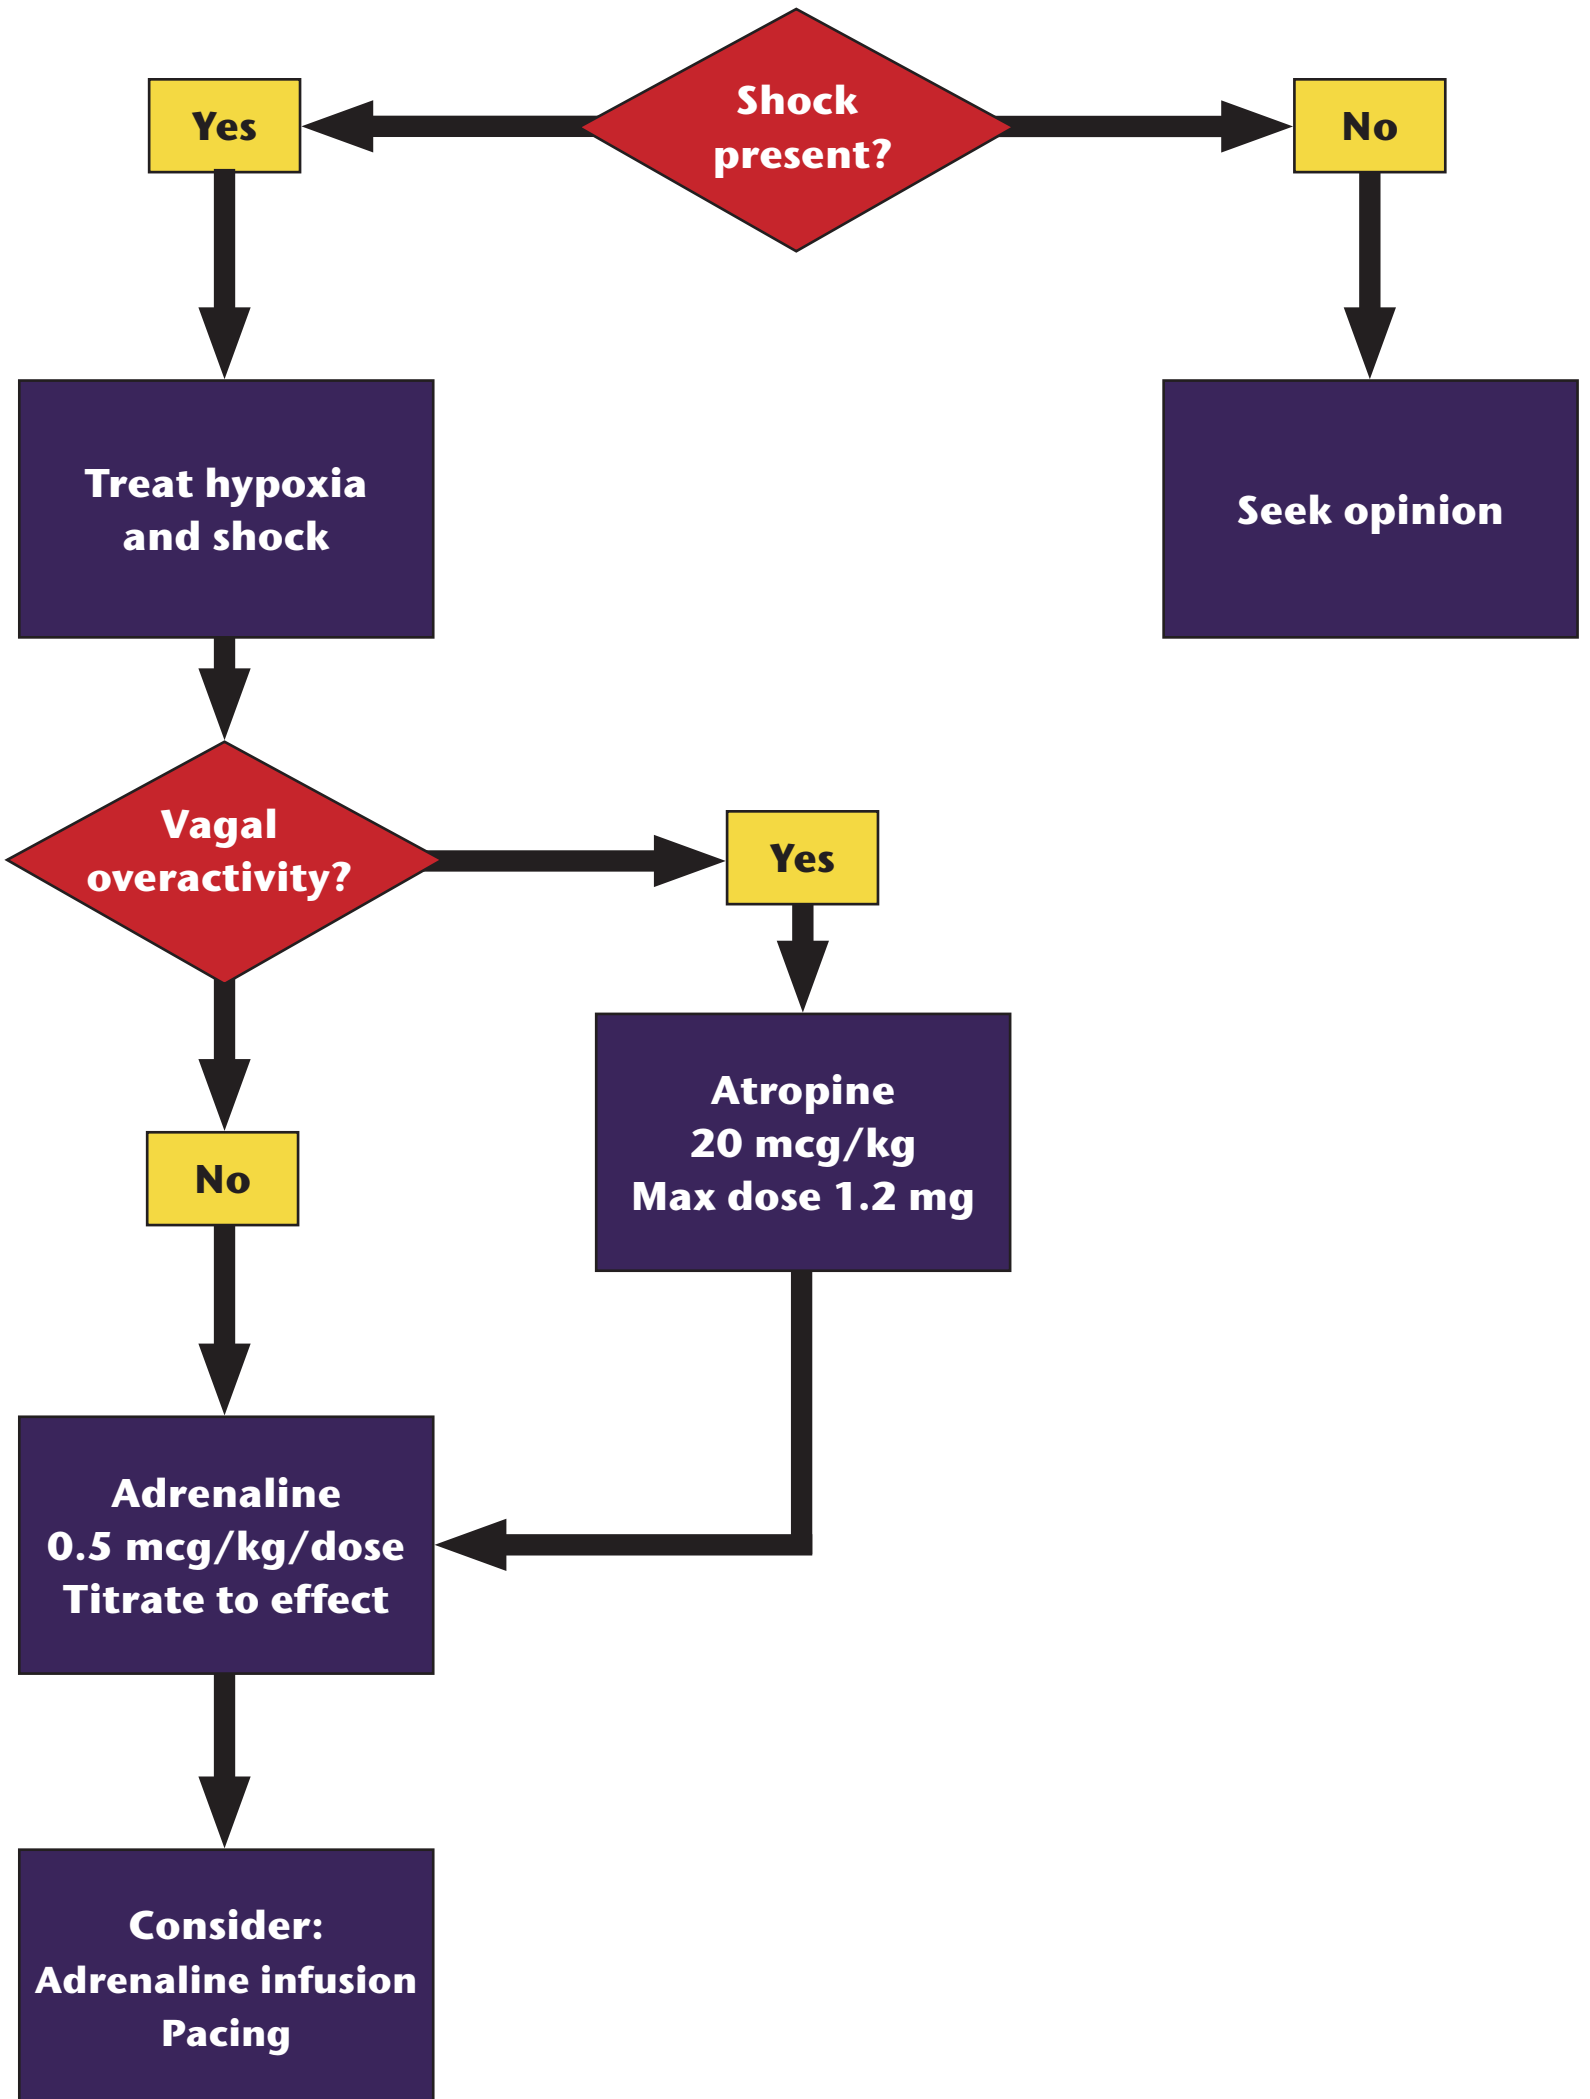 Shock
present?
Yes
No
Treat hypoxia
and shock
Seek opinion
Vagal
overactivity?
Yes
Atropine
20 mcg/kg
Max dose 1.2 mg
No
Adrenaline
0.5 mcg/kg/dose
Titrate to effect
Consider:
Adrenaline infusion
Pacing